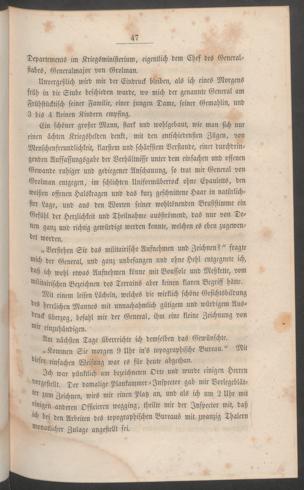 47
Departements im Kriegsministerium, eigentlich dem Chef des General-
stabes, Generalmajor von Grolman.
Unvergeßlich wird mir der Eindruck bleiben, als ich eines Morgens
früh in die Stube beschieden wurde, wo mich der genannte General am
Frühstückstisch seiner Familie, einer jungen Dame, seiner Gemahlin, und
3 bis 4 kleinen Kindern empfing.
Ein schöner großer Mann, stark und wohlgebaut, wie man sich nur
einen ächten Kriegshelden denkt, mit den entschiedensten Zügen, von
Menschenfreundlichkeit, klarstem und schärfstem Verstande, einer durchdrin-
genden Auffassungsgabe der Verhältnisse unter dem einfachen und offenen
Gewande ruhiger und gediegener Anschauung, so trat mir General von
Grolman entgegen, im schlichten Uniformüberrock ohne Epaulets, den
weißen offenen Halskragen und das kurz geschnittene Haar in natürlich-
ster Lage, und aus den Worten seiner wohltönenden Bruststimme ein
Gefühl der Herzlichkeit und Theilnahme ausströmend, das nur von De-
nen ganz und richtig gewürdigt werden konnte, welchen es eben zugewen-
det worden.
„Verstehen Sie das militairische Aufnehmen und Zeichnen?“ fragte
mich der General, und ganz unbefangen und ohne Hehl entgegnete ich,
daß ich wohl etwas Aufnehmen könne mit Boussole und Meßkette, vom
militairischen Bezeichnen des Terrains aber keinen klaren Begriff hätte.
Mit einem leisen Lächeln, welches die wirklich schöne Gesichtsbildung
des herrlichen Mannes mit unnachahmlich gütigem und würdigem Aus-
druck überzog, befahl mir der General, ihm eine kleine Zeichnung von
mir einzuhändigen.
Am nächsten Tage überreichte ich demselben das Gewünschte.
„Kommen Sie morgen 9 Uhr in's topographische Bureau.“ Mit
dieser einfachen Weisung war es für heute abgethan.
Ich war pünktlich am bezeichneten Orte und wurde einigen Herren
vorgestellt. Der damalige Plankammer-Inspector gab mir Vorlegeblät-
ter zum Zeichnen, wies mir einen Platz an, und als ich um 2 Uhr mit
einigen anderen Officieren wegging, theilte mir der Inspector mit, daß
ich bei den Arbeiten des topographischen Bureaus mit zwanzig Thalern
monatlicher Zulage angestellt sei.